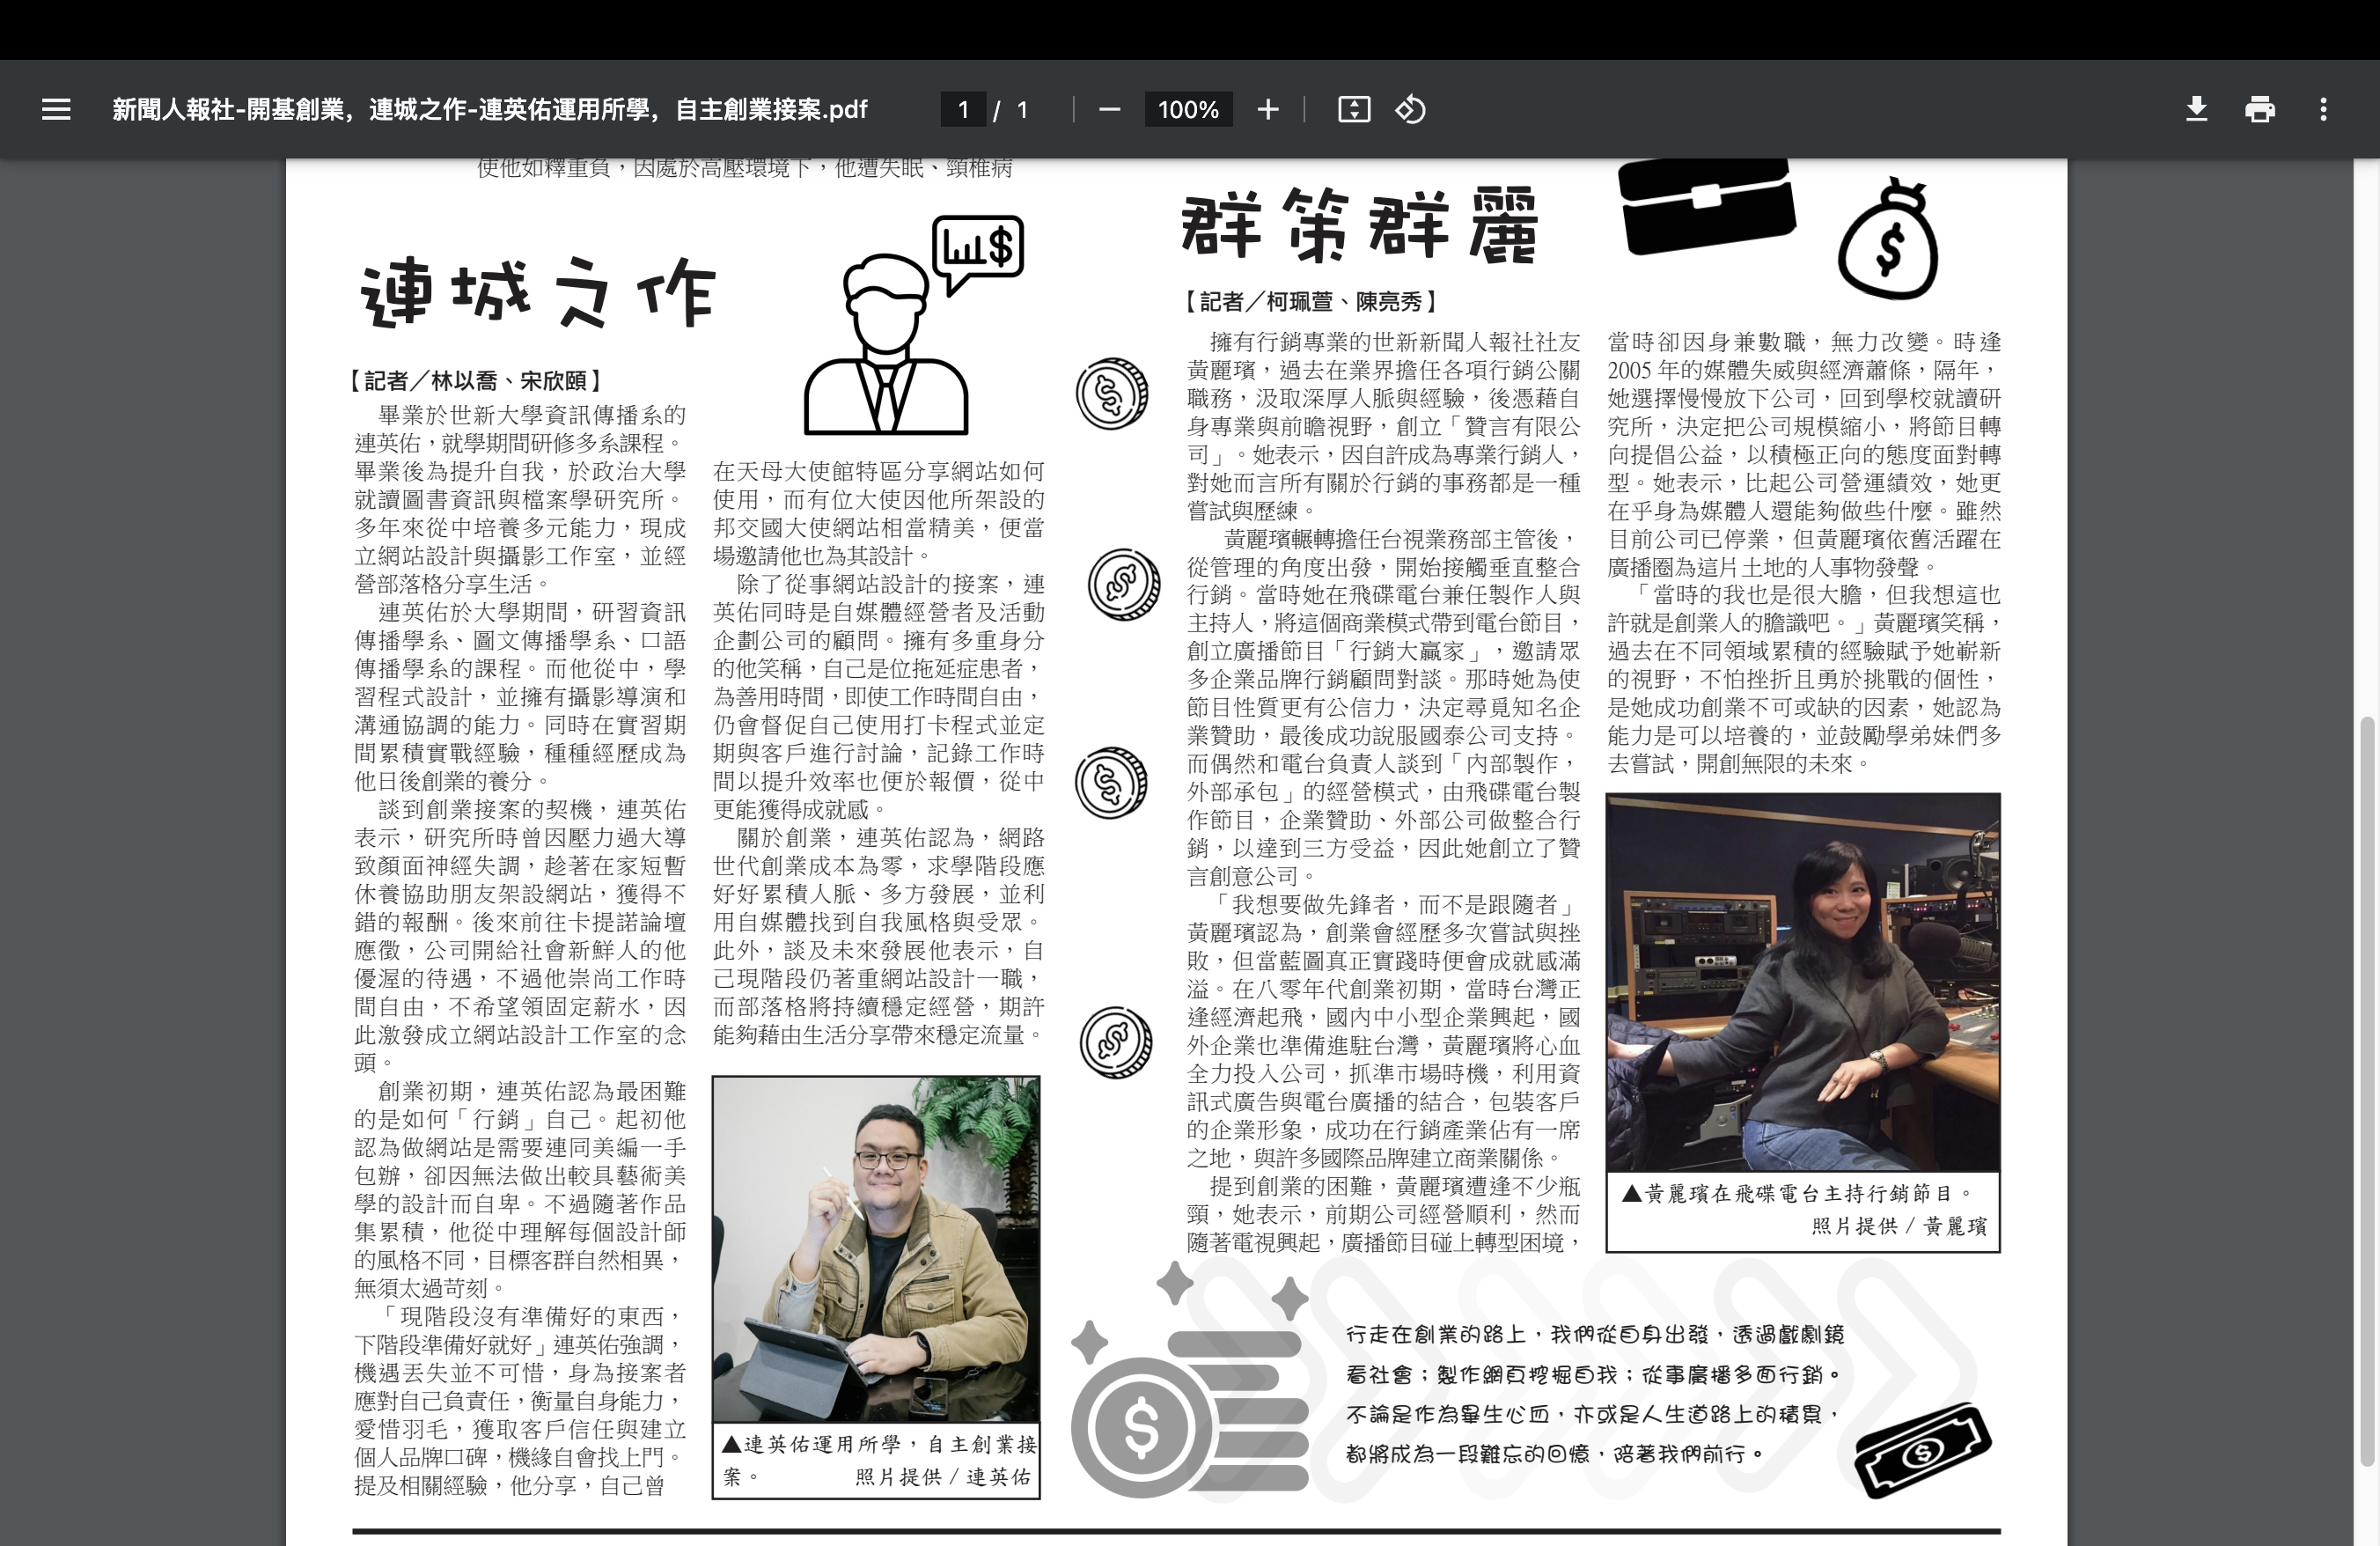 新聞人報社-開基創業，連城之作-連英佑運用所學，自主創業接案.pdf
1 / 1
100%
使他如釋重負，因處於高壓環境下，他遭失眠、頸椎病
連城之作
【記者／林以喬、宋欣頤】
畢業於世新大學資訊傳播系的
連英佑，就學期間研修多系課程。
畢業後為提升自我，於政治大學
就讀圖書資訊與檔案學研究所。
多年來從中培養多元能力，現成
立網站設計與攝影工作室，並經
營部落格分享生活。
連英佑於大學期間，研習資訊
傳播學系、圖文傳播學系、口語
傳播學系的課程。而他從中，學
習程式設計，並擁有攝影導演和
溝通協調的能力。同時在實習期
間累積實戰經驗，種種經歷成為
他日後創業的養分。
談到創業接案的契機，連英佑
表示，研究所時曾因壓力過大導
致顏面神經失調，趁著在家短暫
休養協助朋友架設網站，獲得不
錯的報酬。後來前往卡提諾論壇
應徵，公司開給社會新鮮人的他
優渥的待遇，不過他崇尚工作時
間自由，不希望領固定薪水，因
此激發成立網站設計工作室的念
頭。
創業初期，連英佑認為最困難
的是如何「行銷」自己。起初他
認為做網站是需要連同美編一手
包辦，卻因無法做出較具藝術美
學的設計而自卑。不過隨著作品
集累積，他從中理解每個設計師
的風格不同，目標客群自然相異，
無須太過苛刻。
「現階段沒有準備好的東西，
下階段準備好就好」連英佑強調，
機遇丟失並不可惜，身為接案者
應對自己負責任，衡量自身能力，
愛惜羽毛，獲取客戶信任與建立
個人品牌口碑，機緣自會找上門。
提及相關經驗，他分享，自己曾
在天母大使館特區分享網站如何
使用，而有位大使因他所架設的
邦交國大使網站相當精美，便當
場邀請他也為其設計。
除了從事網站設計的接案，連
英佑同時是自媒體經營者及活動
企劃公司的顧問。擁有多重身分
的他笑稱，自己是位拖延症患者，
為善用時間，即使工作時間自由，
仍會督促自己使用打卡程式並定
期與客戶進行討論，記錄工作時
間以提升效率也便於報價，從中
更能獲得成就感。
關於創業，連英佑認為，網路
世代創業成本為零，求學階段應
好好累積人脈、多方發展，並利
用自媒體找到自我風格與受眾。
此外，談及未來發展他表示，自
己現階段仍著重網站設計一職，
而部落格將持續穩定經營，期許
能夠藉由生活分享帶來穩定流量。
▲連英佑運用所學，自主創業接
案。 照片提供 / 連英佑
群策群麗
【記者／柯珮萱、陳亮秀】
擁有行銷專業的世新新聞人報社社友
黃麗璸，過去在業界擔任各項行銷公關
職務，汲取深厚人脈與經驗，後憑藉自
身專業與前瞻視野，創立「贊言有限公
司」。她表示，因自許成為專業行銷人，
對她而言所有關於行銷的事務都是一種
嘗試與歷練。
黃麗璸輾轉擔任台視業務部主管後，
從管理的角度出發，開始接觸垂直整合
行銷。當時她在飛碟電台兼任製作人與
主持人，將這個商業模式帶到電台節目，
創立廣播節目「行銷大贏家」，邀請眾
多企業品牌行銷顧問對談。那時她為使
節目性質更有公信力，決定尋覓知名企
業贊助，最後成功說服國泰公司支持。
而偶然和電台負責人談到「內部製作，
外部承包」的經營模式，由飛碟電台製
作節目，企業贊助、外部公司做整合行
銷，以達到三方受益，因此她創立了贊
言創意公司。
「我想要做先鋒者，而不是跟隨者」
黃麗璸認為，創業會經歷多次嘗試與挫
敗，但當藍圖真正實踐時便會成就感滿
溢。在八零年代創業初期，當時台灣正
逢經濟起飛，國內中小型企業興起，國
外企業也準備進駐台灣，黃麗璸將心血
全力投入公司，抓準市場時機，利用資
訊式廣告與電台廣播的結合，包裝客戶
的企業形象，成功在行銷產業佔有一席
之地，與許多國際品牌建立商業關係。
提到創業的困難，黃麗璸遭逢不少瓶
頸，她表示，前期公司經營順利，然而
隨著電視興起，廣播節目碰上轉型困境，
當時卻因身兼數職，無力改變。時逢
2005 年的媒體失威與經濟蕭條，隔年，
她選擇慢慢放下公司，回到學校就讀研
究所，決定把公司規模縮小，將節目轉
向提倡公益，以積極正向的態度面對轉
型。她表示，比起公司營運績效，她更
在乎身為媒體人還能夠做些什麼。雖然
目前公司已停業，但黃麗璸依舊活躍在
廣播圈為這片土地的人事物發聲。
「當時的我也是很大膽，但我想這也
許就是創業人的膽識吧。」黃麗璸笑稱，
過去在不同領域累積的經驗賦予她嶄新
的視野，不怕挫折且勇於挑戰的個性，
是她成功創業不可或缺的因素，她認為
能力是可以培養的，並鼓勵學弟妹們多
去嘗試，開創無限的未來。
▲黃麗璸在飛碟電台主持行銷節目。
照片提供 / 黃麗璸
行走在創業的路上，我們從自身出發，透過戲劇鏡
看社會；製作網頁挖掘自我；從事廣播多面行銷。
不論是作為畢生心血，亦或是人生道路上的積累，
都將成為一段難忘的回憶，陪著我們前行。